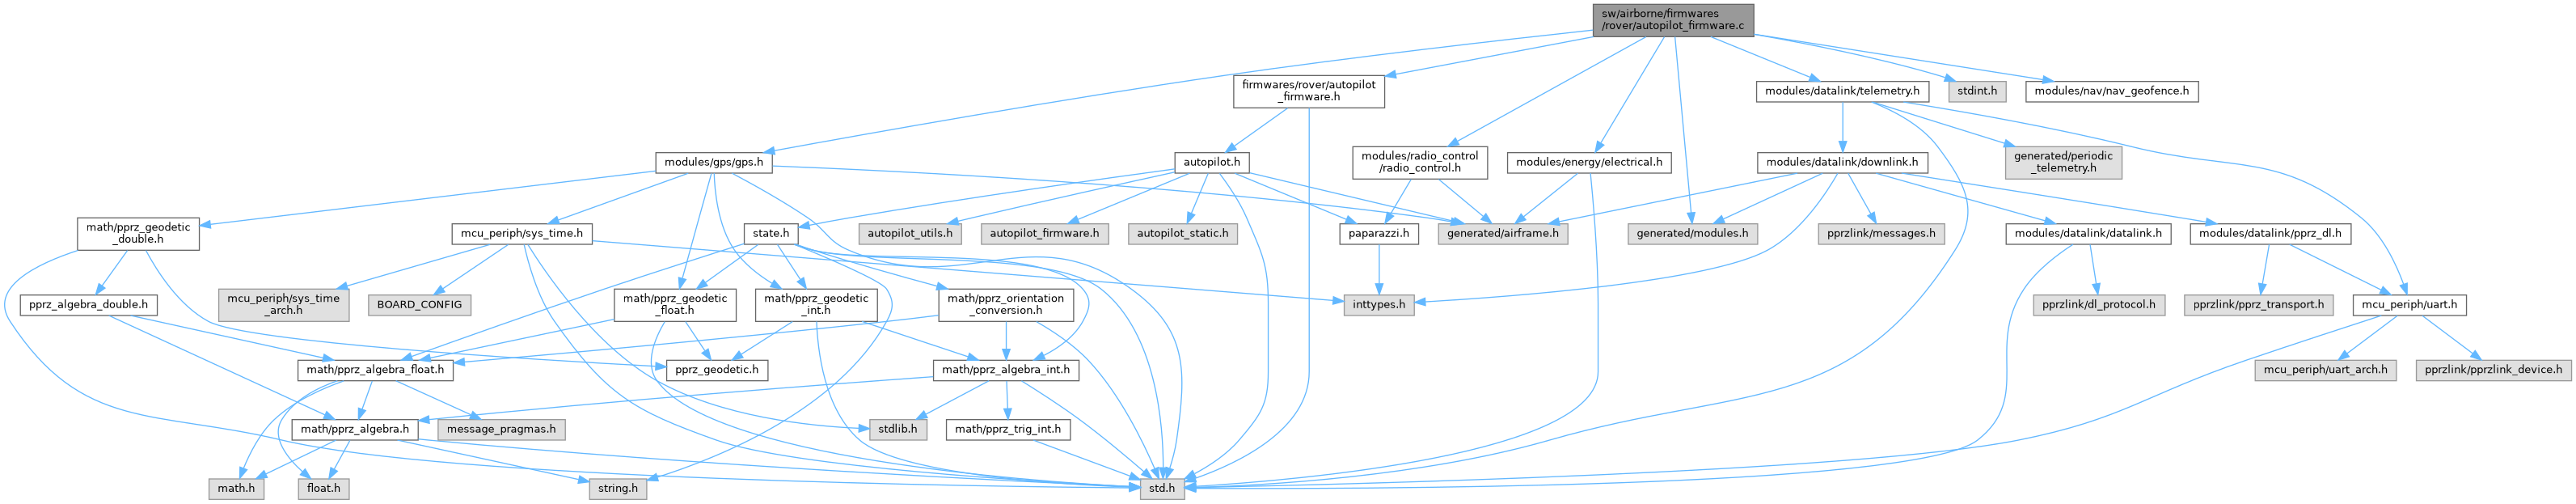 sw/airborne/firmwares
/rover/autopilot_firmware.c
firmwares/rover/autopilot
_firmware.h
modules/datalink/telemetry.h
stdint.h
modules/nav/nav_geofence.h
modules/gps/gps.h
autopilot.h
modules/radio_control
/radio_control.h
modules/energy/electrical.h
modules/datalink/downlink.h
generated/periodic
_telemetry.h
math/pprz_geodetic
_double.h
mcu_periph/sys_time.h
state.h
autopilot_utils.h
autopilot_firmware.h
autopilot_static.h
paparazzi.h
generated/airframe.h
generated/modules.h
pprzlink/messages.h
modules/datalink/datalink.h
modules/datalink/pprz_dl.h
pprz_algebra_double.h
mcu_periph/sys_time
_arch.h
BOARD_CONFIG
math/pprz_geodetic
_float.h
math/pprz_geodetic
_int.h
math/pprz_orientation
_conversion.h
inttypes.h
pprzlink/dl_protocol.h
pprzlink/pprz_transport.h
mcu_periph/uart.h
math/pprz_algebra_float.h
pprz_geodetic.h
math/pprz_algebra_int.h
mcu_periph/uart_arch.h
pprzlink/pprzlink_device.h
math/pprz_algebra.h
message_pragmas.h
stdlib.h
math/pprz_trig_int.h
math.h
float.h
string.h
std.h